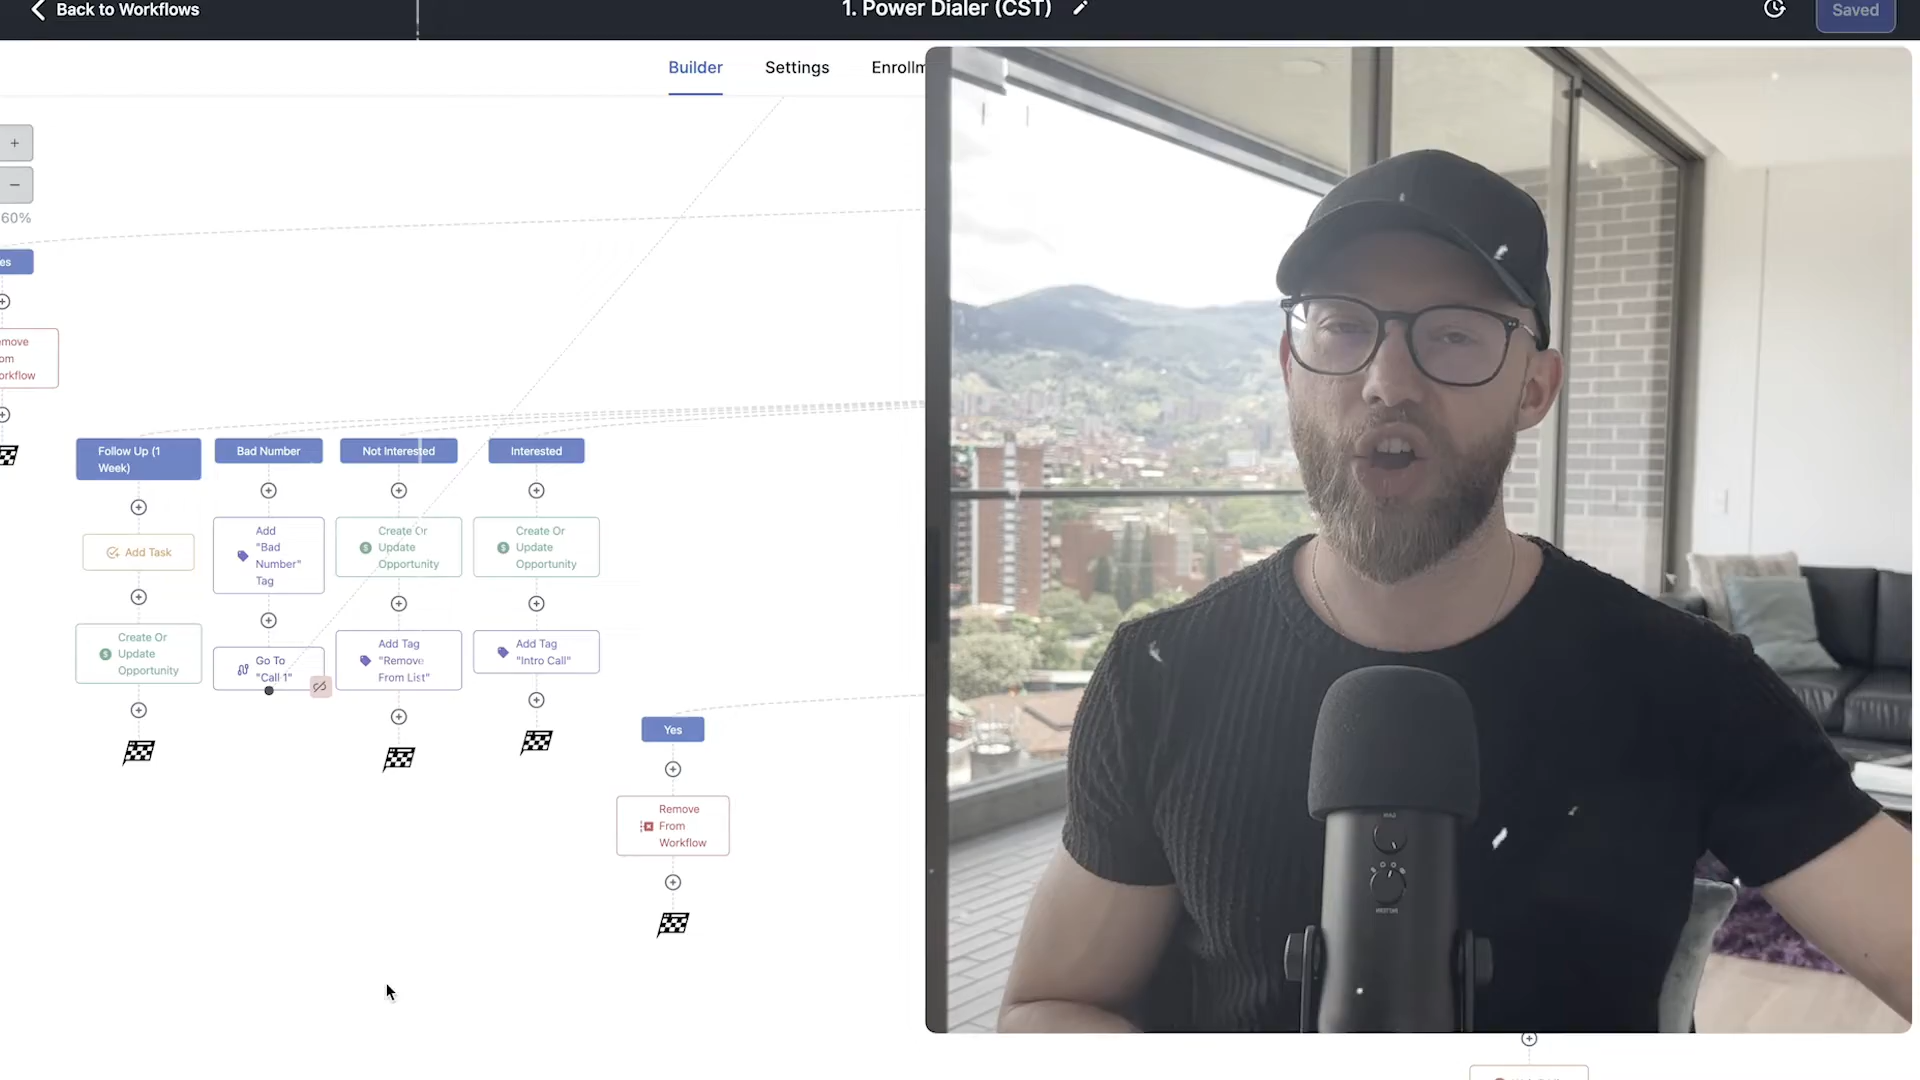 Back to Workflows
1. Power Dialer (CST)
Saved
Builder
Settings
Enrollm
+
−
60%
es
emove
om
orkflow
Follow Up (1
Week)
Bad Number
Not Interested
Interested
Add Task
Add
"Bad
Number"
Tag
Create Or
Update
Opportunity
Create Or
Update
Opportunity
Create Or
Update
Opportunity
Go To
"Call 1"
Add Tag
"Remove
From List"
Add Tag
"Intro Call"
Yes
Remove
From
Workflow